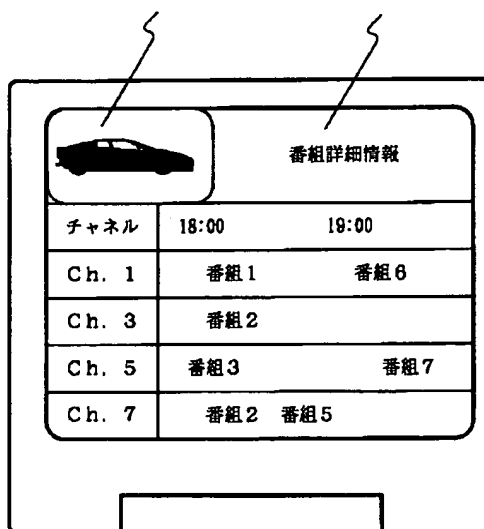 番組詳細情報
チャネル 18:00 19:00
Ch. 1 番組1 番組6
Ch. 3 番組2
Ch. 5 番組3 番組7
Ch. 7 番組2 番組5